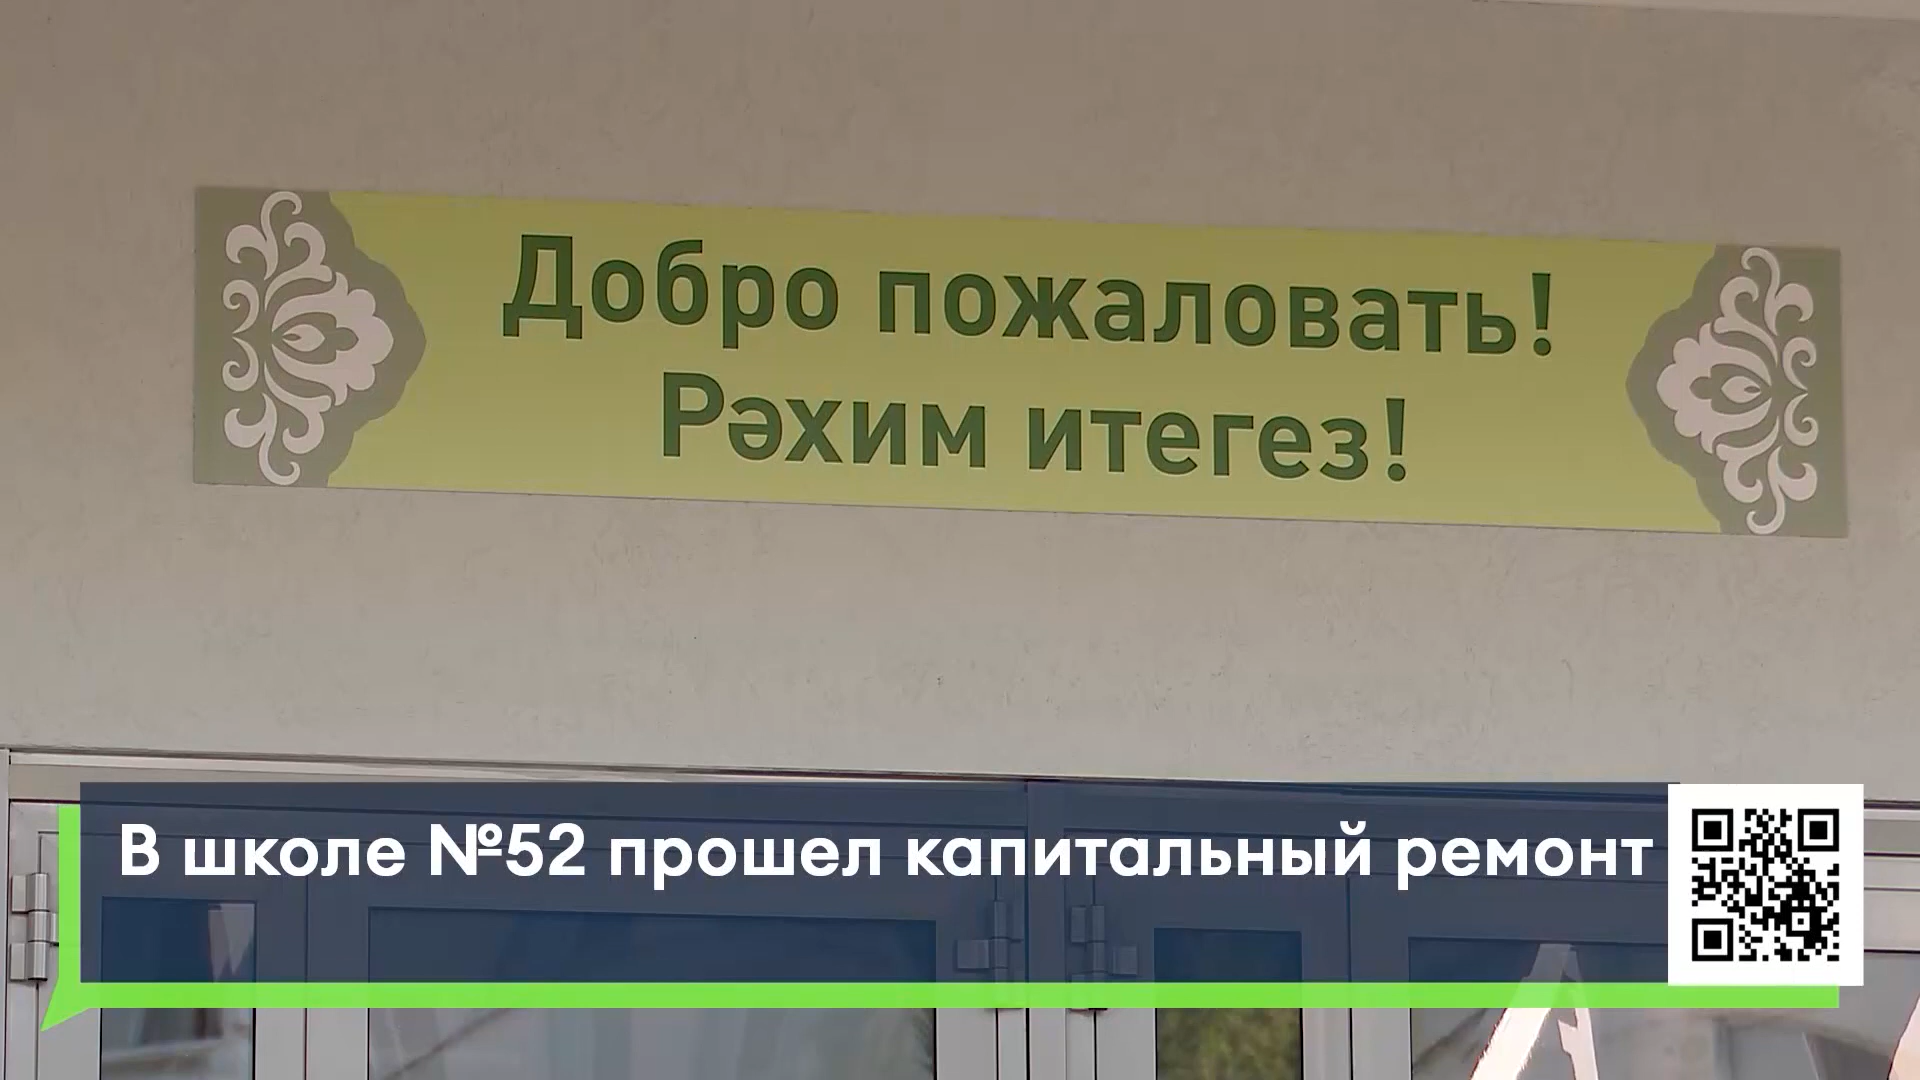 Добро пожаловать!
Рәхим итегез!
В школе №52 прошел капитальный ремонт